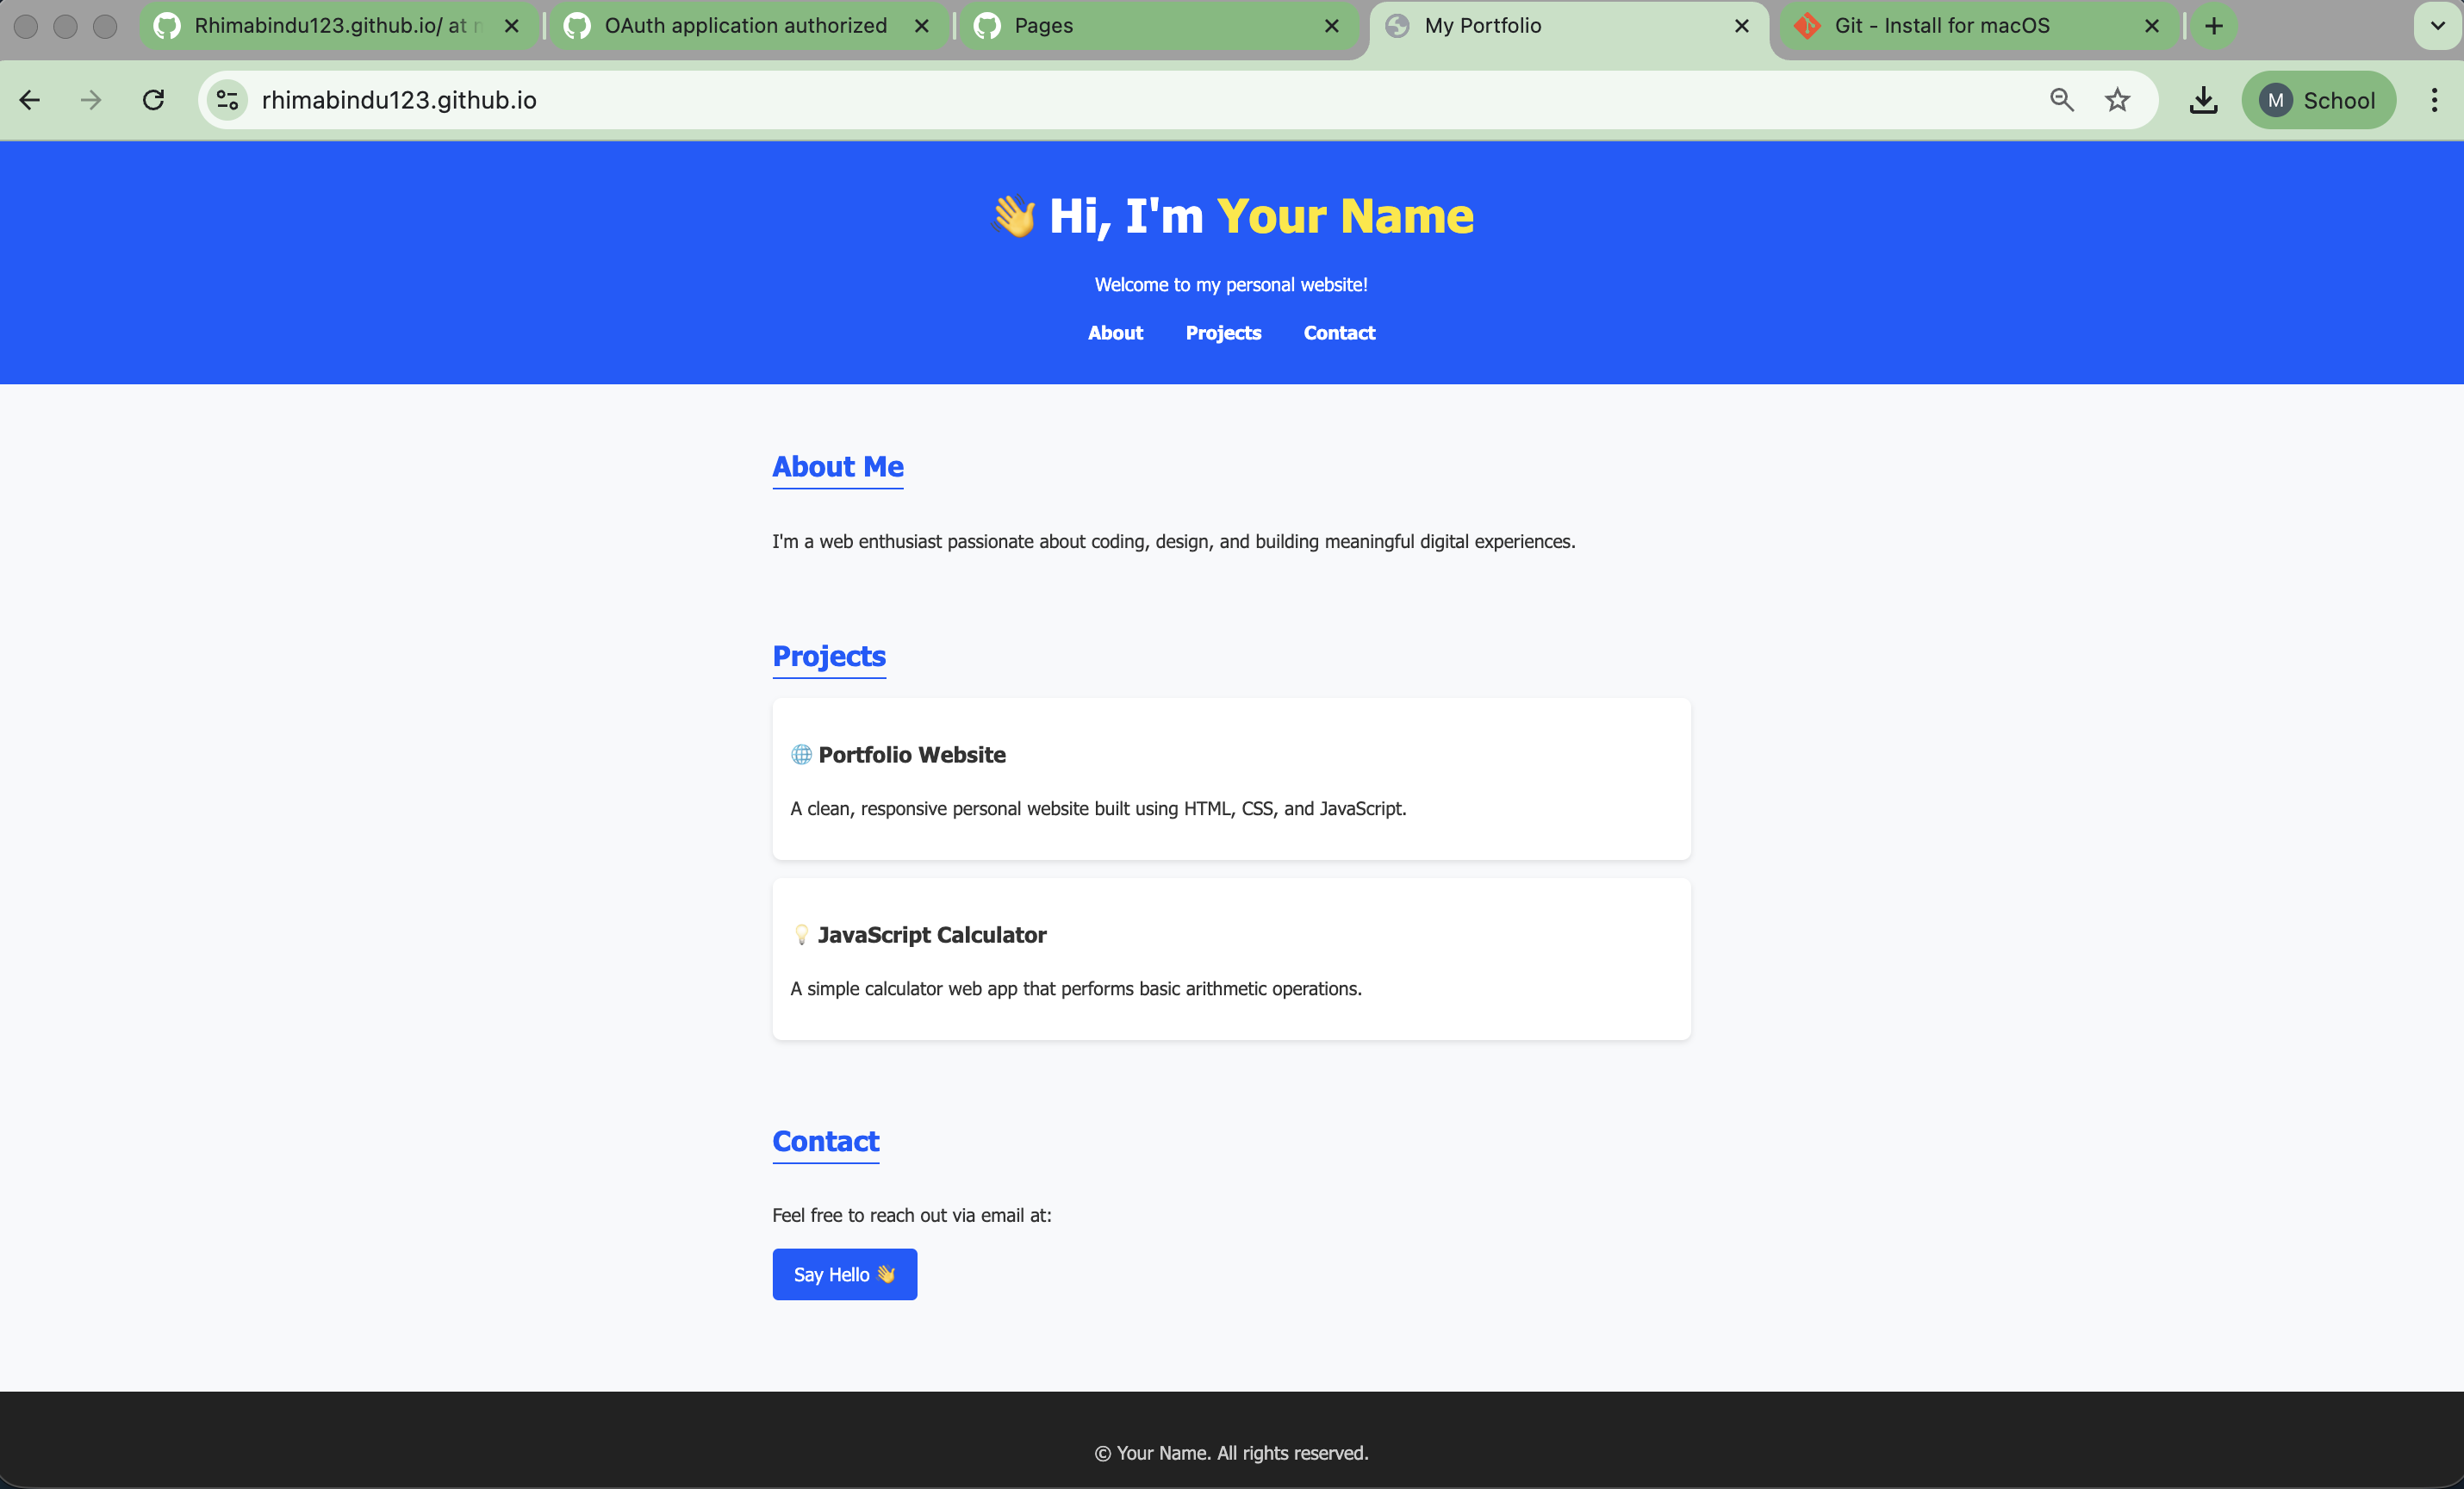 Rhimabindu123.github.io/ at
OAuth application authorized
Pages
My Portfolio
Git - Install for macOS
rhimabindu123.github.io
M School
👋 Hi, I'm Your Name
Welcome to my personal website!
About Projects Contact
About Me
I'm a web enthusiast passionate about coding, design, and building meaningful digital experiences.
Projects
🌐 Portfolio Website
A clean, responsive personal website built using HTML, CSS, and JavaScript.
💡 JavaScript Calculator
A simple calculator web app that performs basic arithmetic operations.
Contact
Feel free to reach out via email at:
Say Hello 👋
© Your Name. All rights reserved.